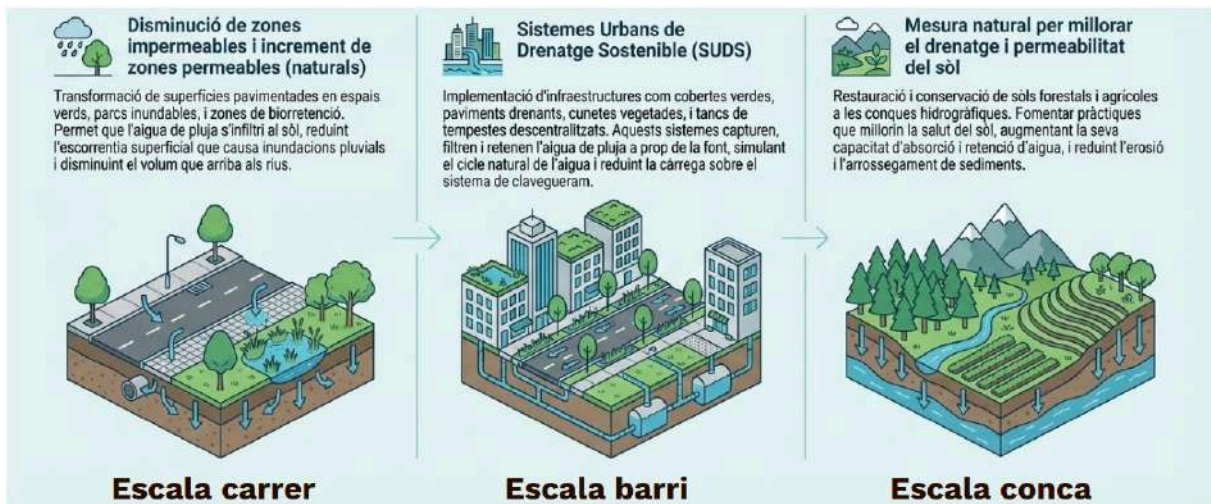 Disminució de zones
impermeables i increment de
zones permeables (naturals)
Transformació de superfícies pavimentades en espais
verds, parcs inundables, i zones de biorretenció.
Permet que l'aigua de pluja s'infiltri al sòl, reduint
l'escorrentia superficial que causa inundacions pluvials
i disminuint el volum que arriba als rius.
Escala carrer
Sistemes Urbans de
Drenatge Sostenible (SUDS)
Implementació d'infraestructures com cobertes verdes,
paviments drenants, cunetes vegetades, i tancs de
tempestes descentralitzats. Aquests sistemes capturen,
filtren i retenen l'aigua de pluja a prop de la font, simulant
el cicle natural de l'aigua i reduint la càrrega sobre el
sistema de clavegueram.
Escala barri
Mesura natural per millorar
el drenatge i permeabilitat
del sòl
Restauració i conservació de sòls forestals i agrícoles
a les conques hidrogràfiques. Fomentar pràctiques
que millorin la salut del sòl, augmentant la seva
capacitat d'absorció i retenció d'aigua, i reduint l'erosió
i l'arrossegament de sediments.
Escala conca